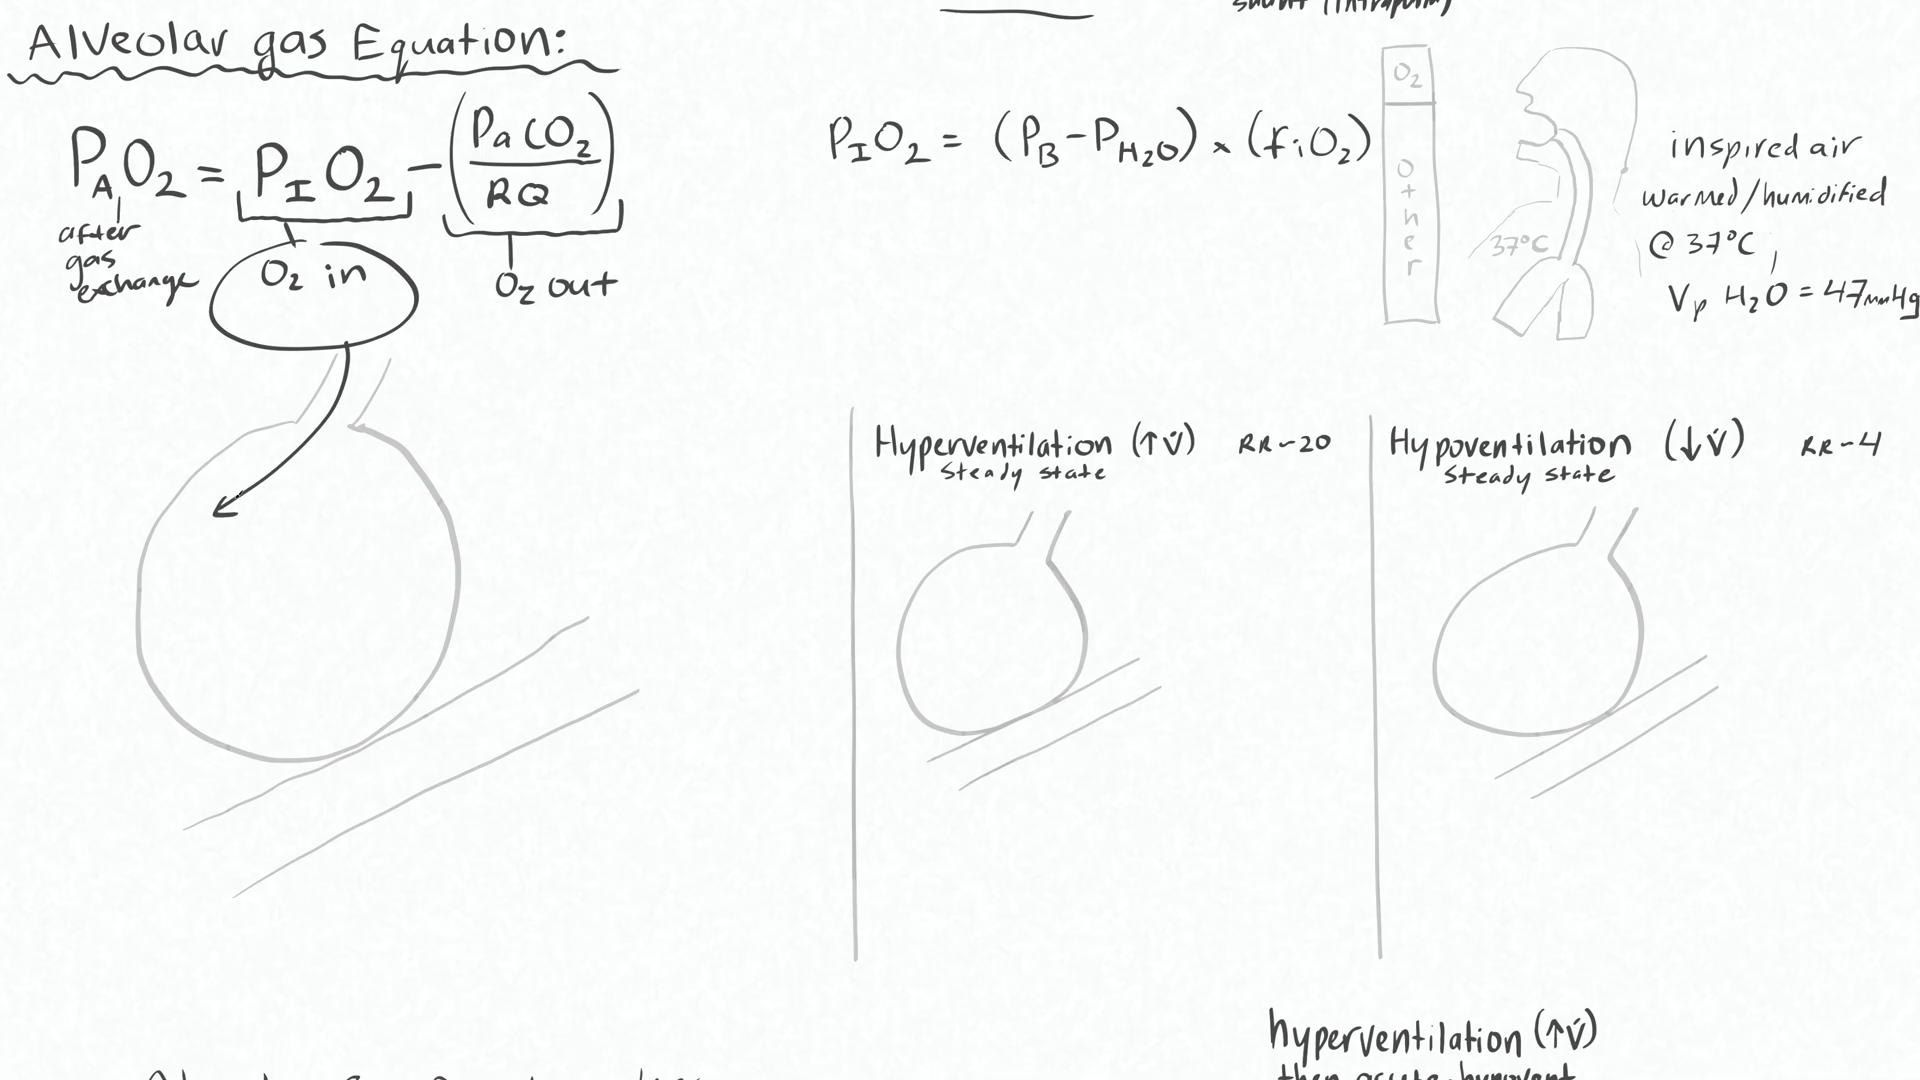 Alveolar gas Equation:
PAO2 = PIO2 - (PaCO2 / RQ)
after
gas
exchange
O2 in
O2 out
PIO2 = (PB - PH2O) × (fiO2)
O2
Other
37°C
inspired air
warmed/humidified
@ 37°C,
Vp H2O = 47mmHg
Hyperventilation (↑V̇) RR-20
Steady state
Hypoventilation (↓V̇) RR-4
Steady state
hyperventilation (↑V̇)